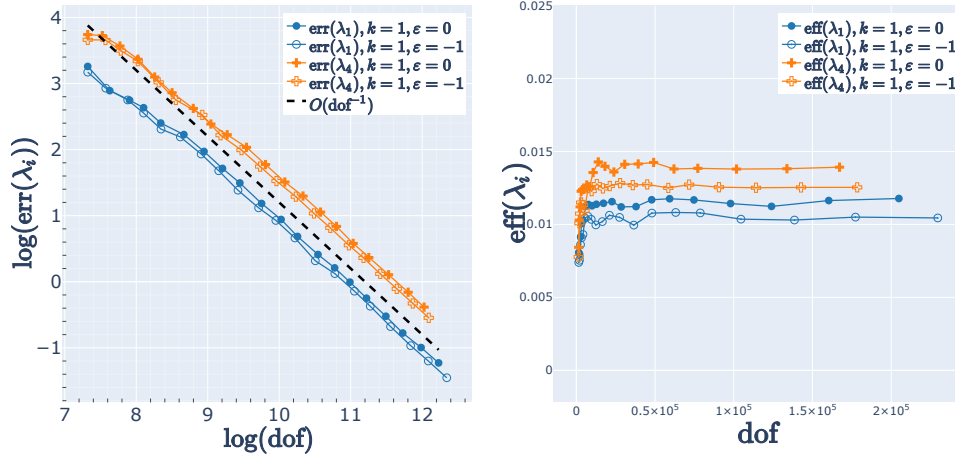 4
3
2
1
0
−1
7
8
9
10
11
12
log(err(λᵢ))
log(dof)
err(λ₁), k = 1, ε = 0
err(λ₁), k = 1, ε = −1
err(λ₄), k = 1, ε = 0
err(λ₄), k = 1, ε = −1
O(dof⁻¹)
0.025
0.02
0.015
0.01
0.005
0
0
0.5×10⁵
1×10⁵
1.5×10⁵
2×10⁵
eff(λᵢ)
dof
eff(λ₁), k = 1, ε = 0
eff(λ₁), k = 1, ε = −1
eff(λ₄), k = 1, ε = 0
eff(λ₄), k = 1, ε = −1